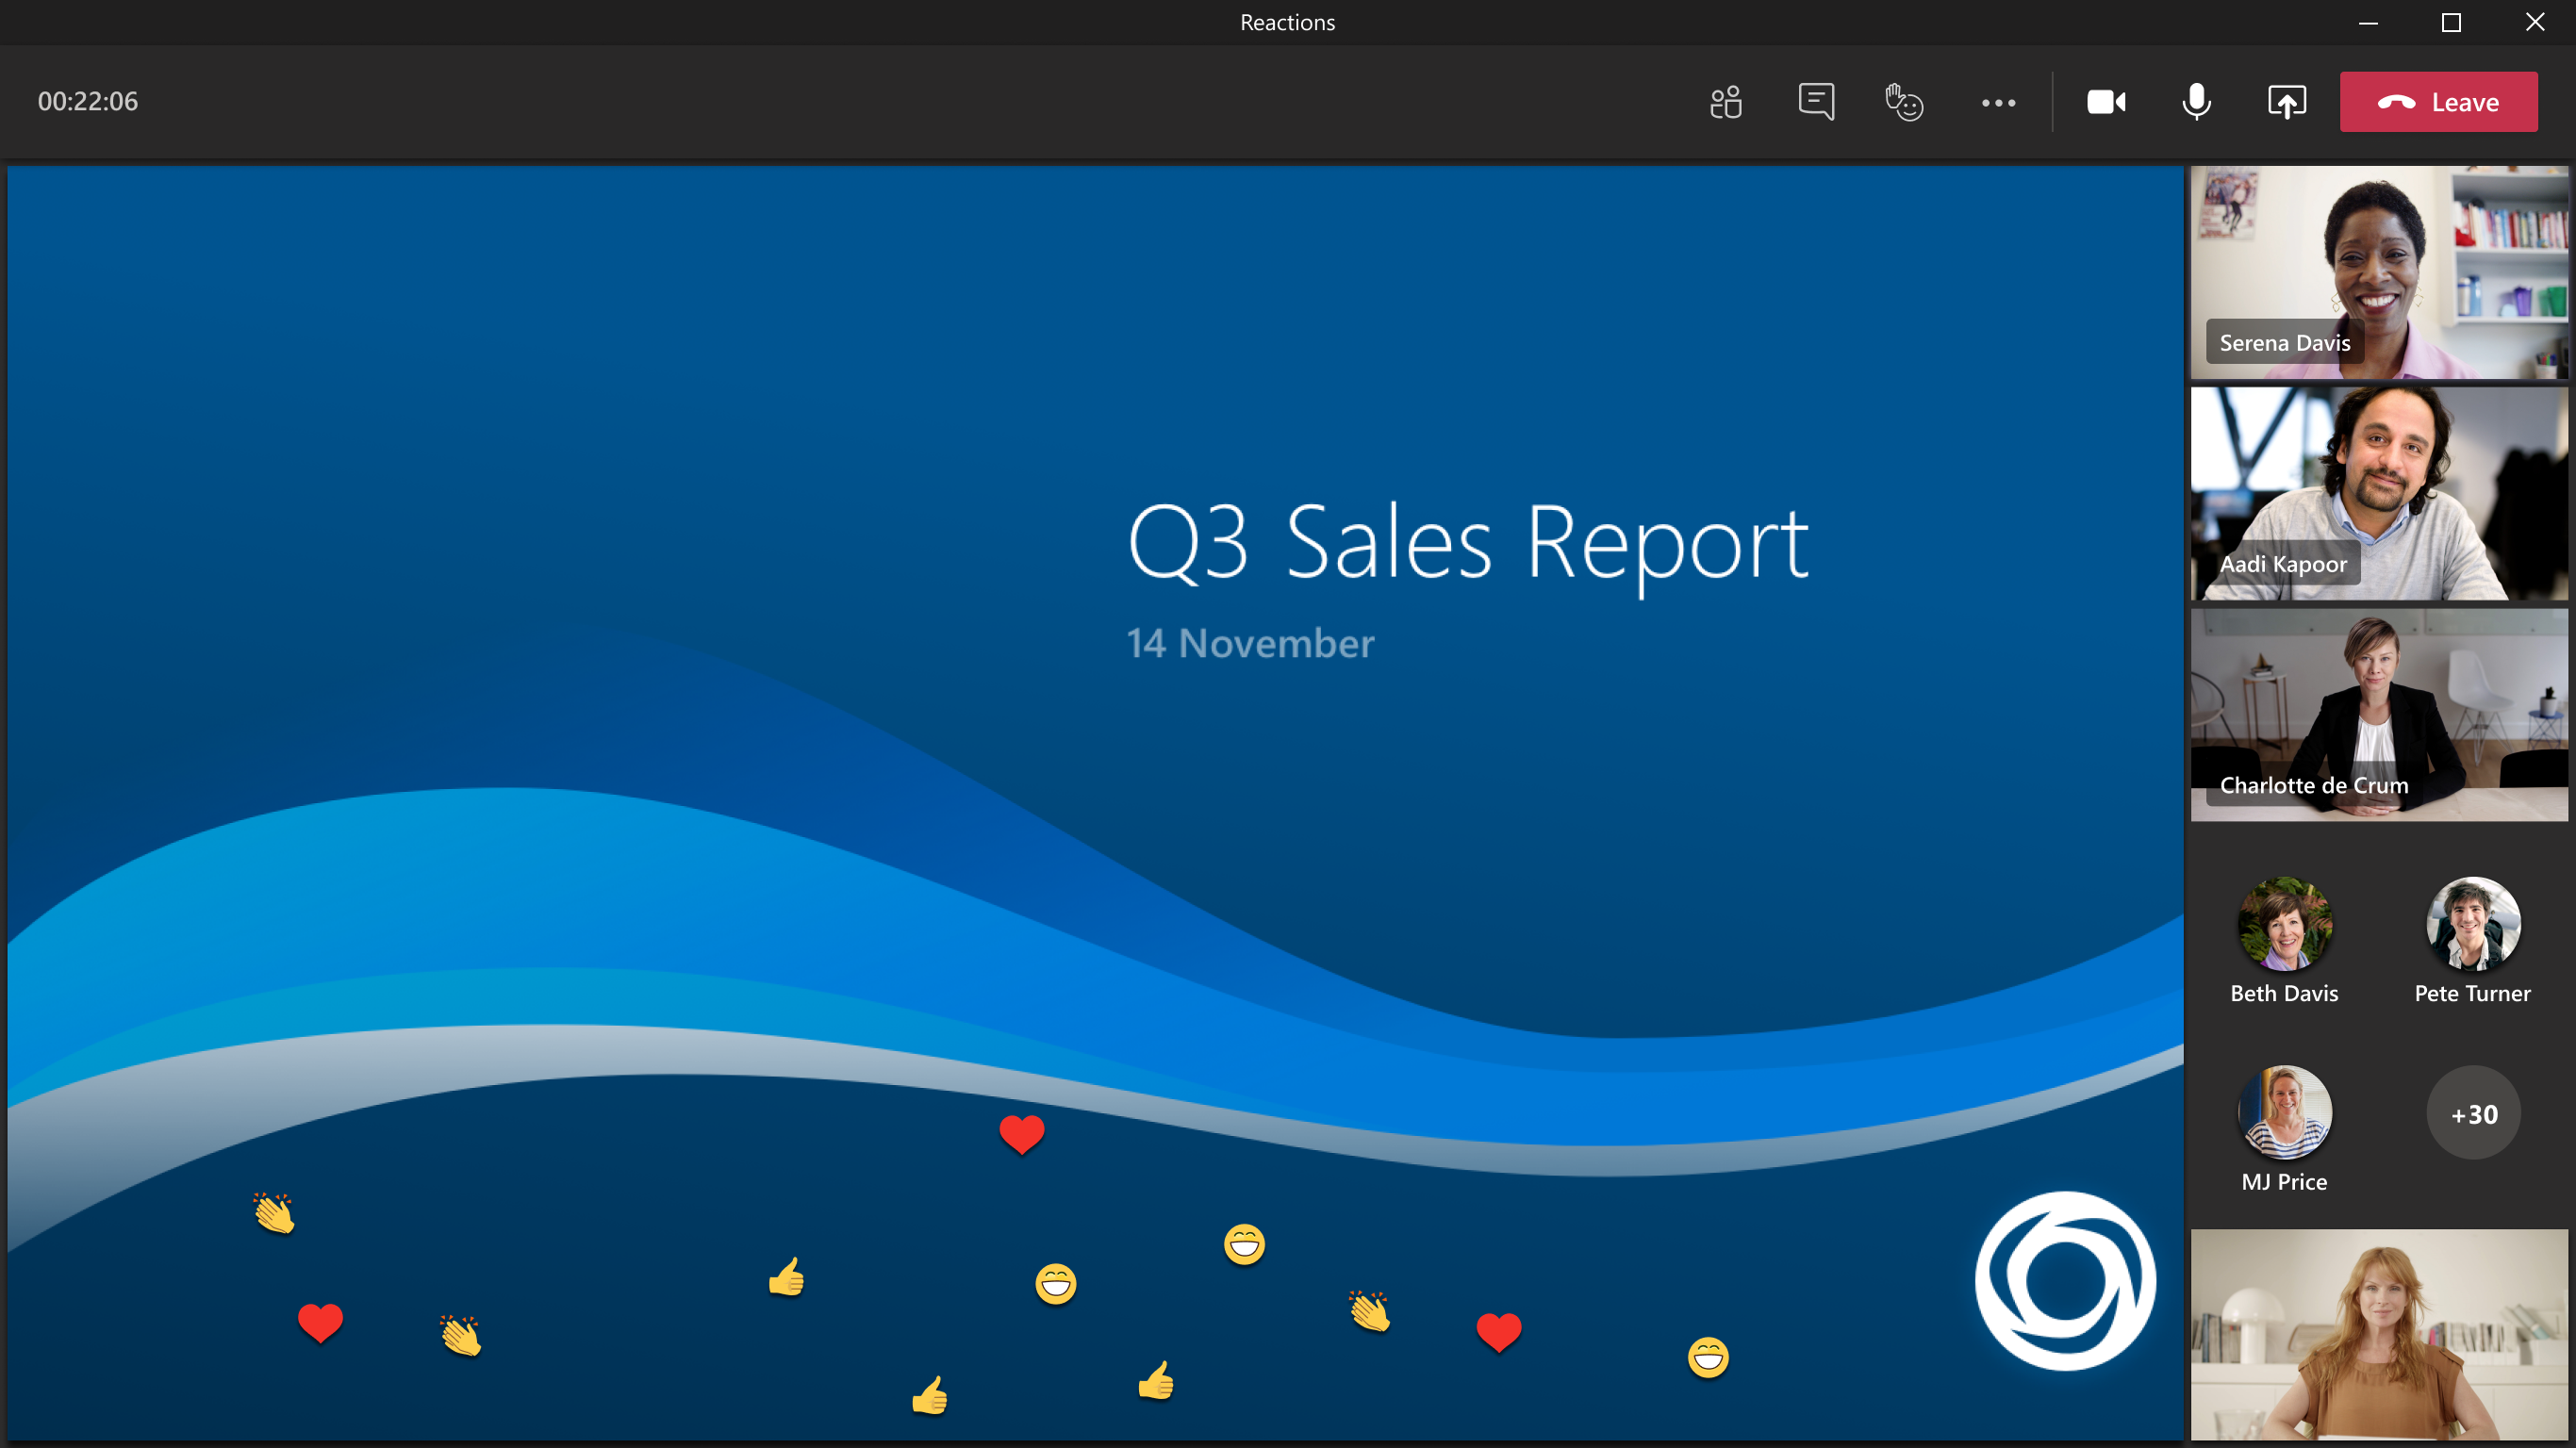 Reactions
00:22:06
Leave
Q3 Sales Report
14 November
Serena Davis
Aadi Kapoor
Charlotte de Crum
Beth Davis
Pete Turner
MJ Price
+30